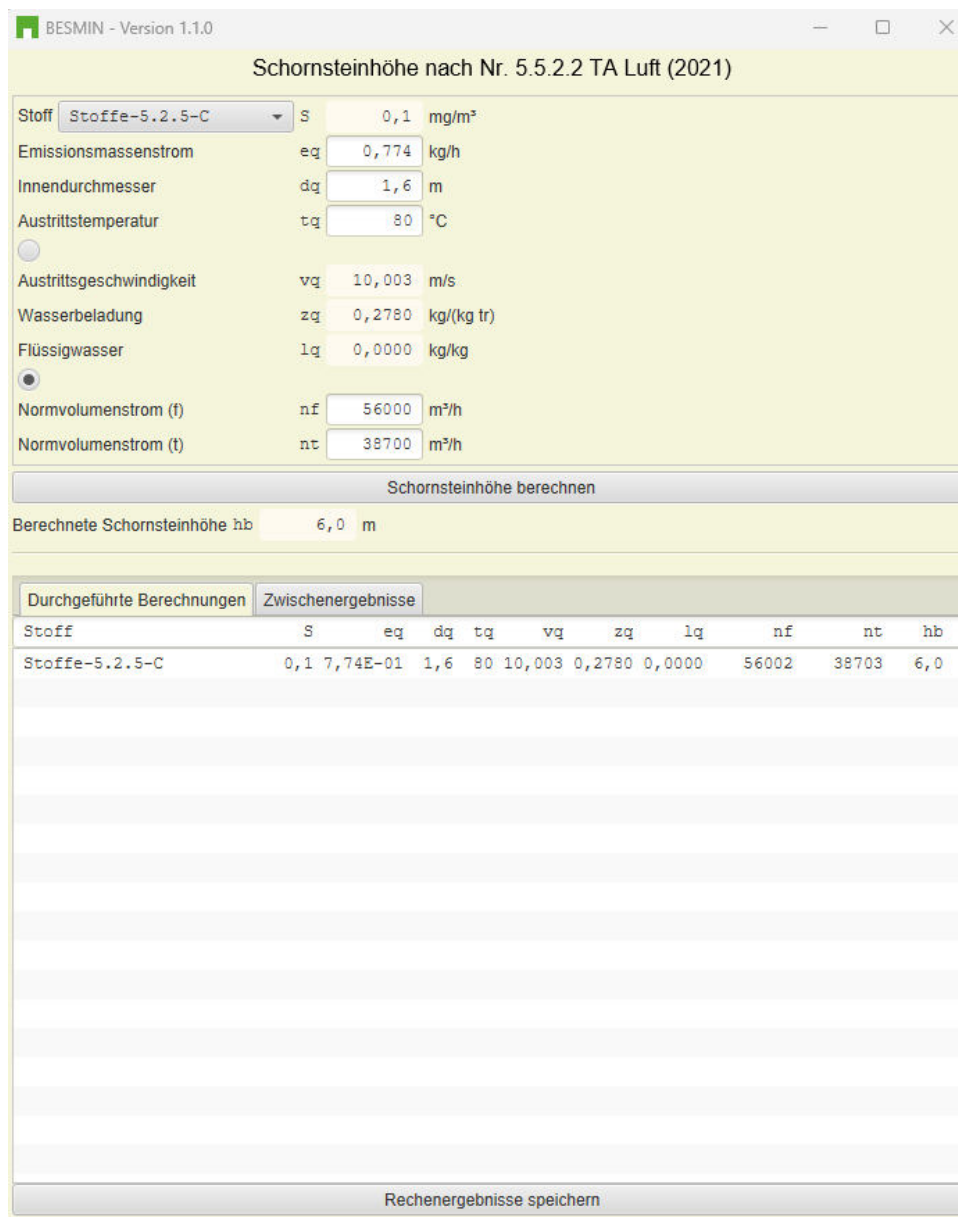 BESMIN - Version 1.1.0
Schornsteinhöhe nach Nr. 5.5.2.2 TA Luft (2021)
Stoff Stoffe-5.2.5-C S 0,1 mg/m³
Emissionsmassenstrom eq 0,774 kg/h
Innendurchmesser dq 1,6 m
Austrittstemperatur tq 80 °C
Austrittsgeschwindigkeit vq 10,003 m/s
Wasserbeladung zq 0,2780 kg/(kg tr)
Flüssigwasser lq 0,0000 kg/kg
Normvolumenstrom (f) nf 56000 m³/h
Normvolumenstrom (t) nt 38700 m³/h
Schornsteinhöhe berechnen
Berechnete Schornsteinhöhe hb 6,0 m
Durchgeführte Berechnungen Zwischenergebnisse
Stoff S eq dq tq vq zq lq nf nt hb
Stoffe-5.2.5-C 0,1 7,74E-01 1,6 80 10,003 0,2780 0,0000 56002 38703 6,0
Rechenergebnisse speichern